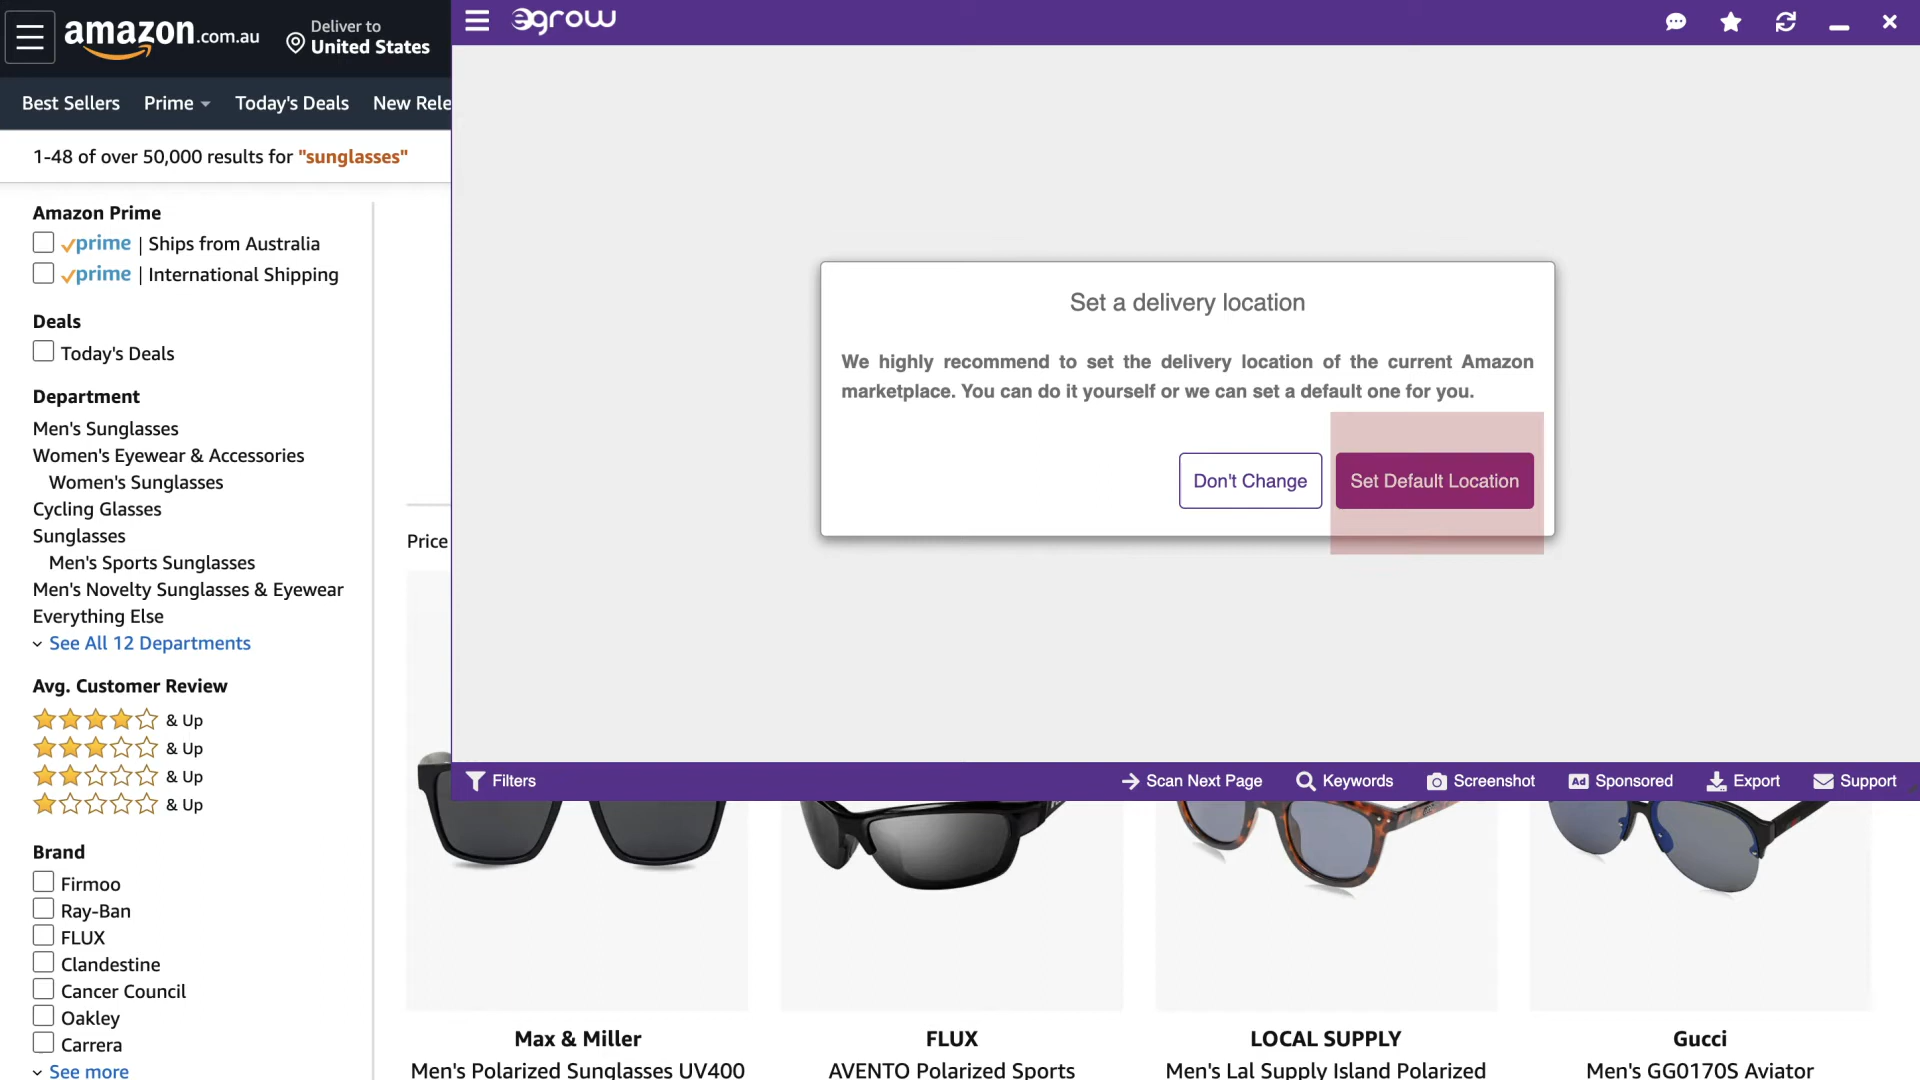 amazon.com.au
Deliver to
United States
egrow
Best Sellers
Prime
Today's Deals
New Rele
1-48 of over 50,000 results for "sunglasses"
Amazon Prime
prime | Ships from Australia
prime | International Shipping
Deals
Today's Deals
Department
Men's Sunglasses
Women's Eyewear & Accessories
Women's Sunglasses
Cycling Glasses
Sunglasses
Men's Sports Sunglasses
Men's Novelty Sunglasses & Eyewear
Everything Else
See All 12 Departments
Avg. Customer Review
& Up
& Up
& Up
& Up
Brand
Firmoo
Ray-Ban
FLUX
Clandestine
Cancer Council
Oakley
Carrera
See more
Price
Set a delivery location
We highly recommend to set the delivery location of the current Amazon
marketplace. You can do it yourself or we can set a default one for you.
Don't Change
Set Default Location
Filters
Scan Next Page
Keywords
Screenshot
Ad Sponsored
Export
Support
Max & Miller
Men's Polarized Sunglasses UV400
FLUX
AVENTO Polarized Sports
LOCAL SUPPLY
Men's Lal Supply Island Polarized
Gucci
Men's GG0170S Aviator